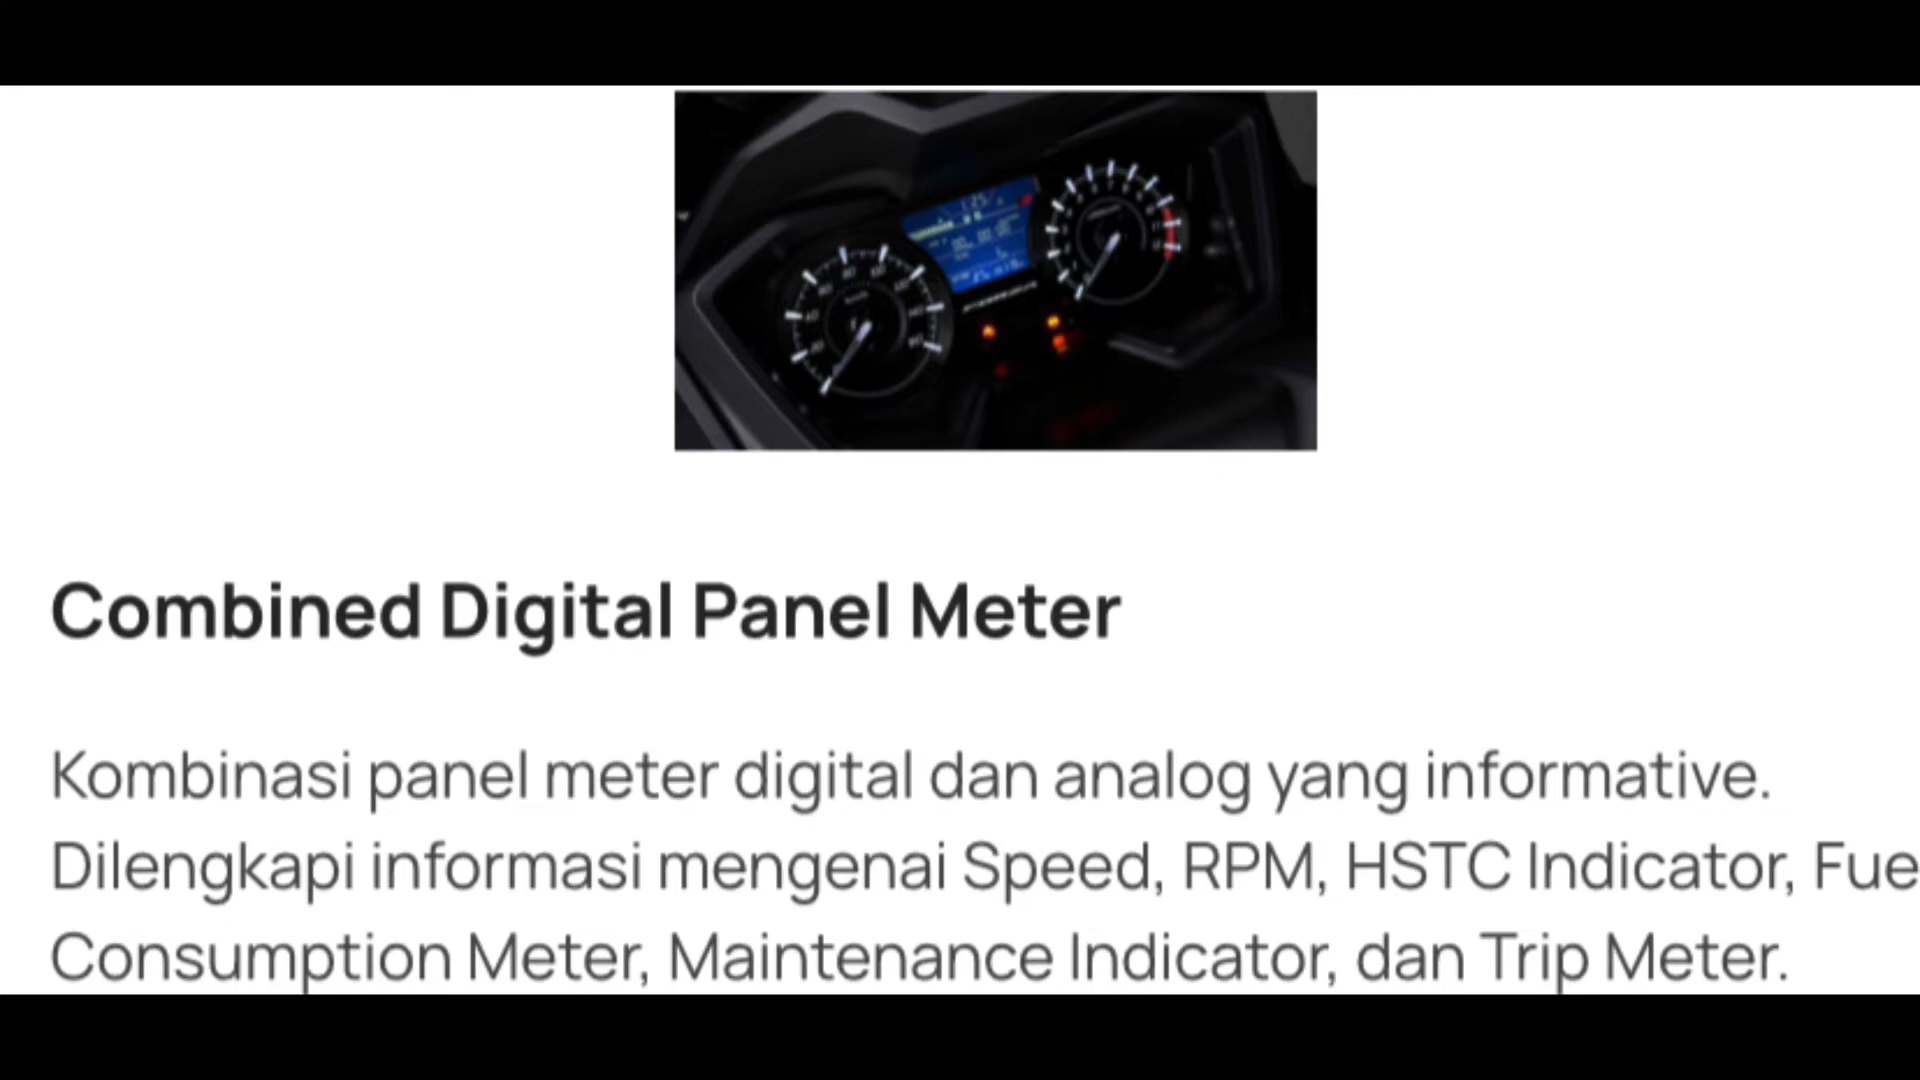 Combined Digital Panel Meter
Kombinasi panel meter digital dan analog yang informative.
Dilengkapi informasi mengenai Speed, RPM, HSTC Indicator, Fue
Consumption Meter, Maintenance Indicator, dan Trip Meter.